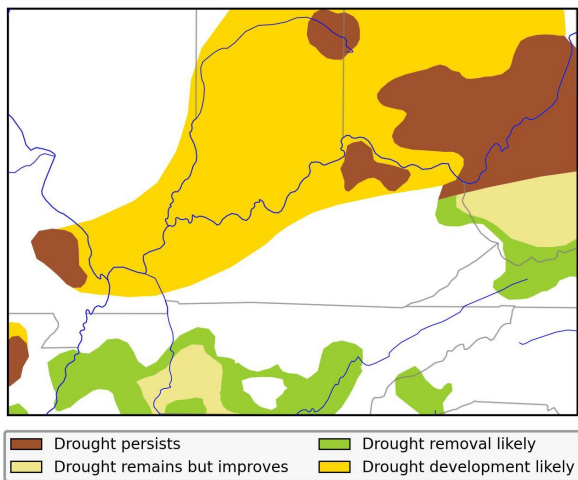 Drought persists
Drought remains but improves
Drought removal likely
Drought development likely